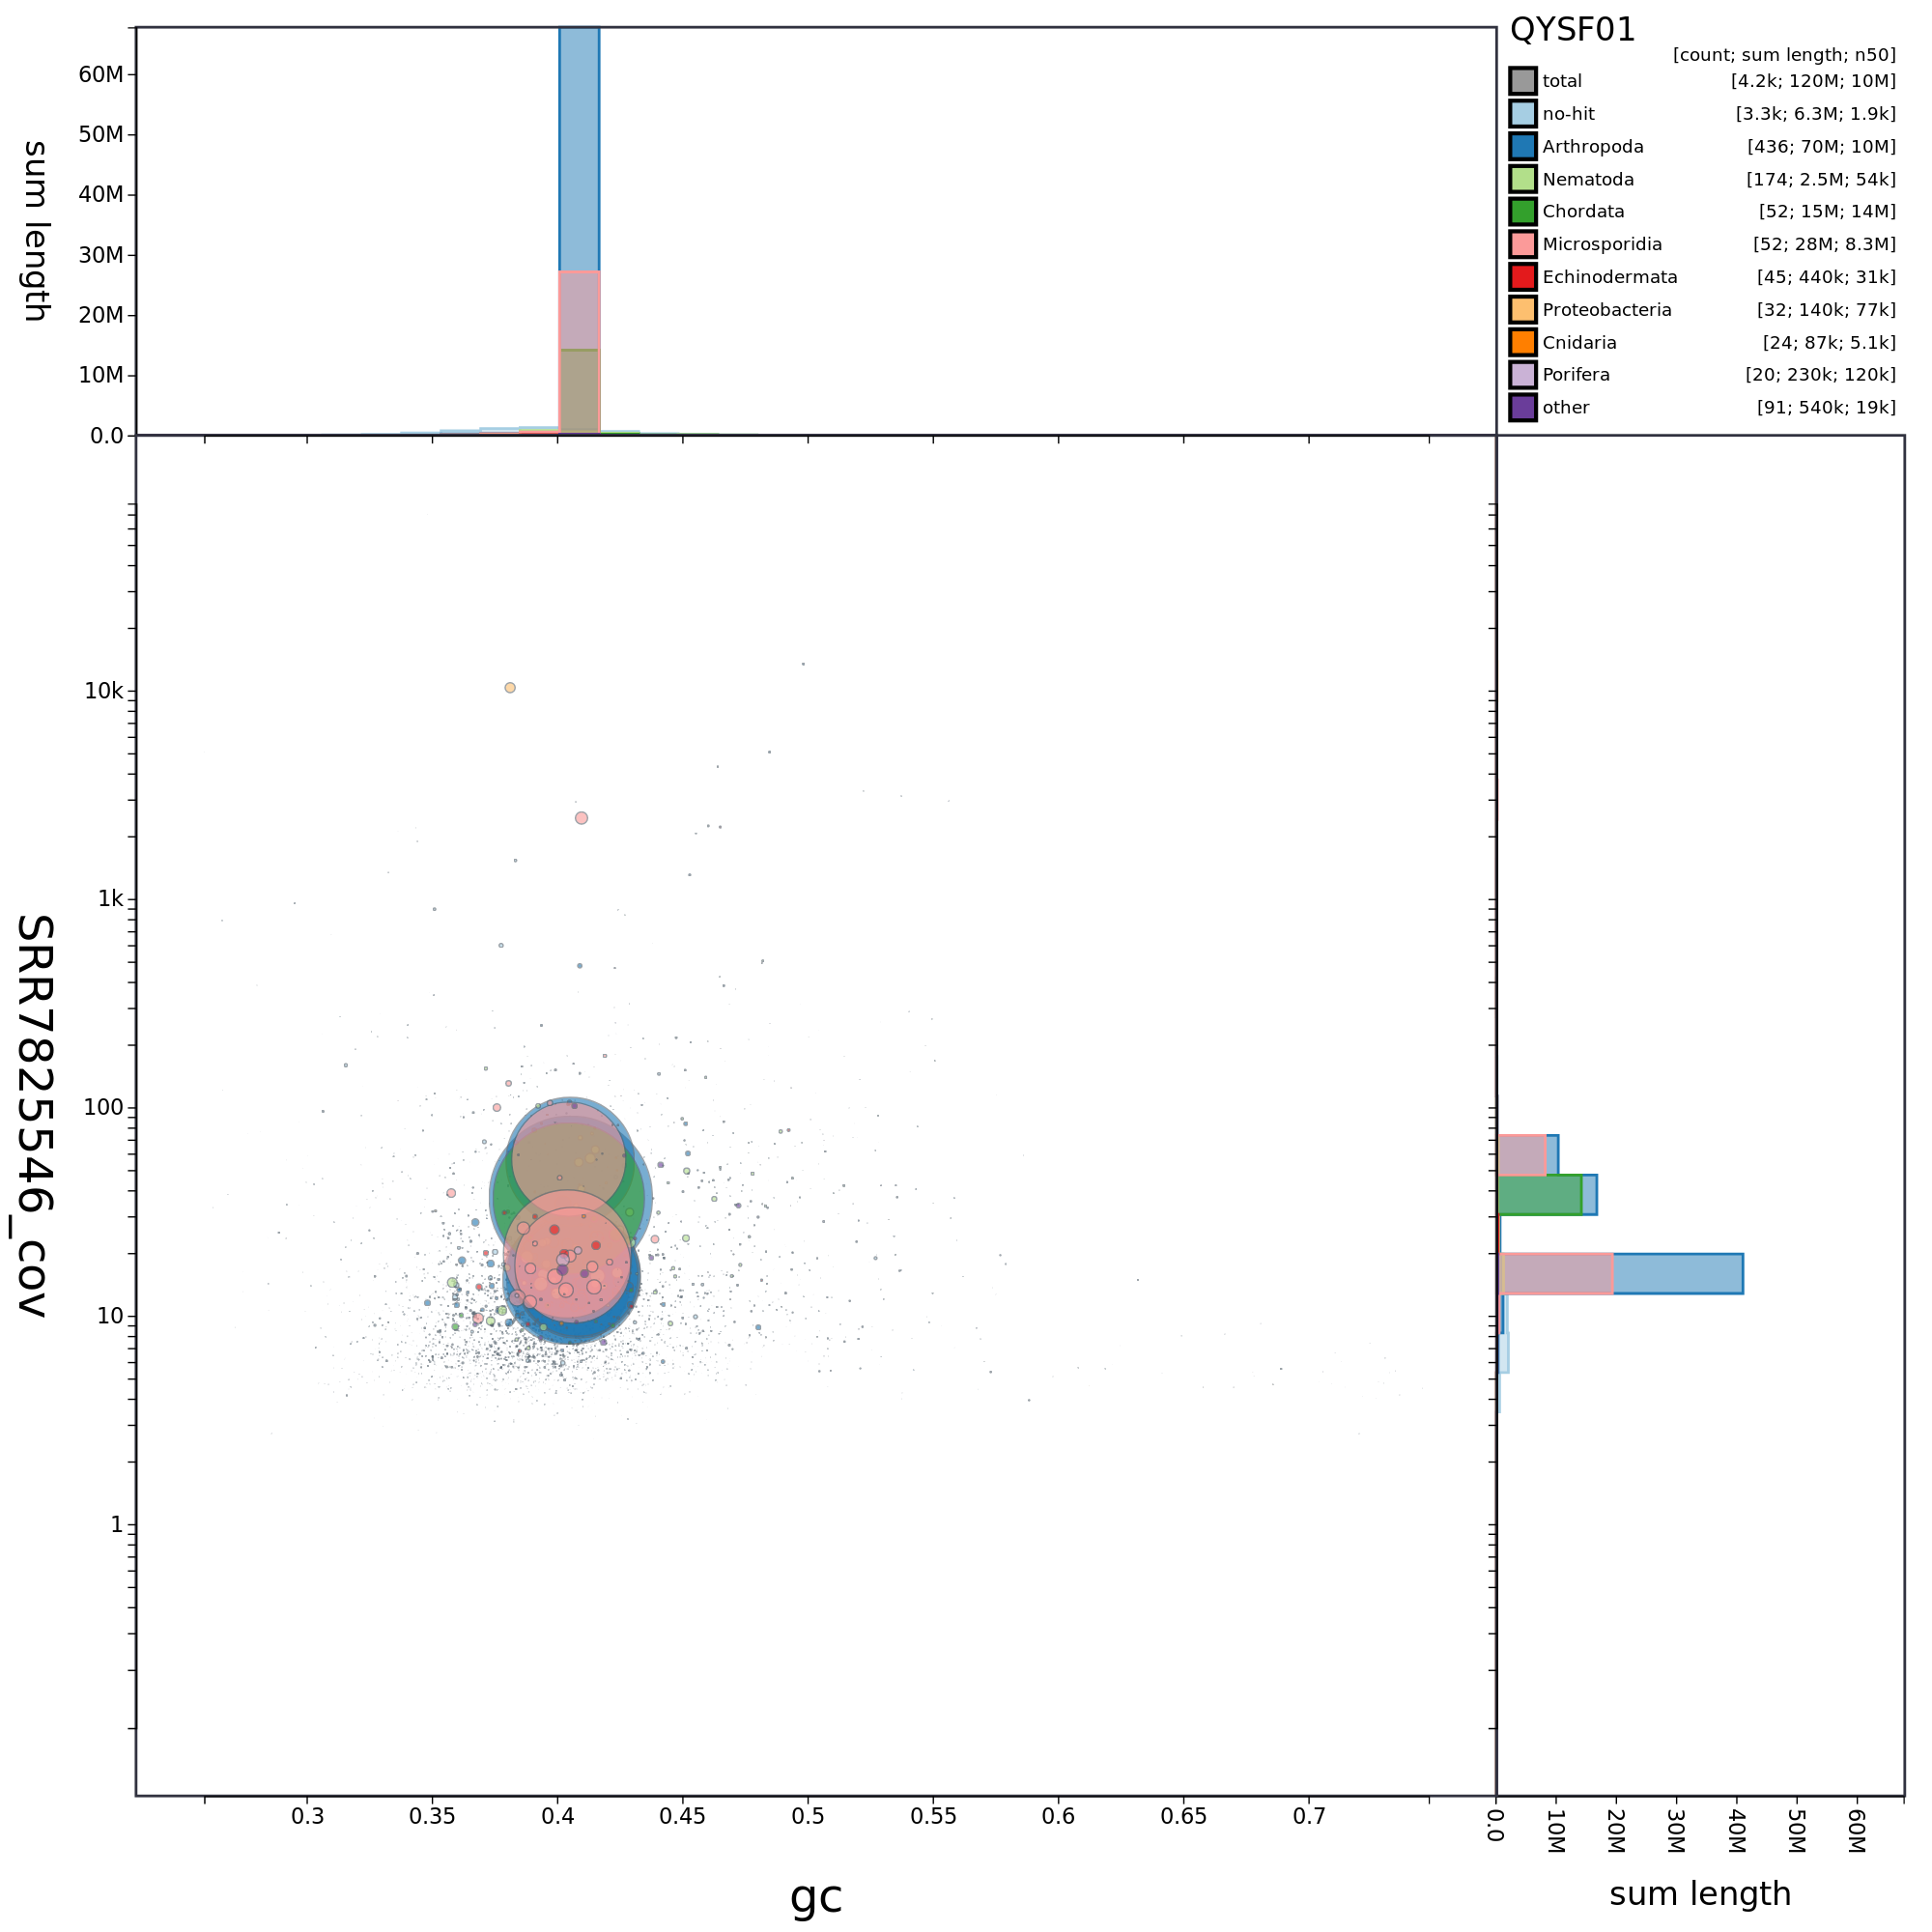 QYSF01
[count; sum length; n50]
total [4.2k; 120M; 10M]
no-hit [3.3k; 6.3M; 1.9k]
Arthropoda [436; 70M; 10M]
Nematoda [174; 2.5M; 54k]
Chordata [52; 15M; 14M]
Microsporidia [52; 28M; 8.3M]
Echinodermata [45; 440k; 31k]
Proteobacteria [32; 140k; 77k]
Cnidaria [24; 87k; 5.1k]
Porifera [20; 230k; 120k]
other [91; 540k; 19k]
sum length
60M
50M
40M
30M
20M
10M
0.0
SRR7825546_cov
10k
1k
100
10
1
0.3 0.35 0.4 0.45 0.5 0.55 0.6 0.65 0.7
gc
0.0 10M 20M 30M 40M 50M 60M
sum length